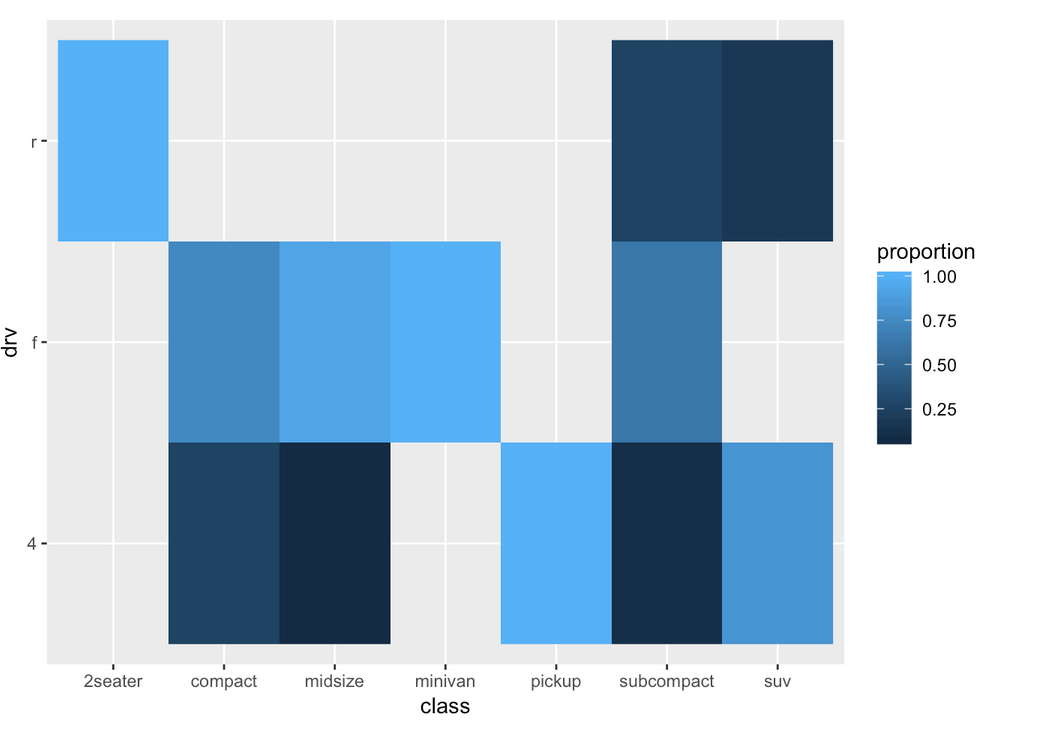 r
f
4
drv
2seater compact midsize minivan pickup subcompact suv
class
proportion
1.00
0.75
0.50
0.25